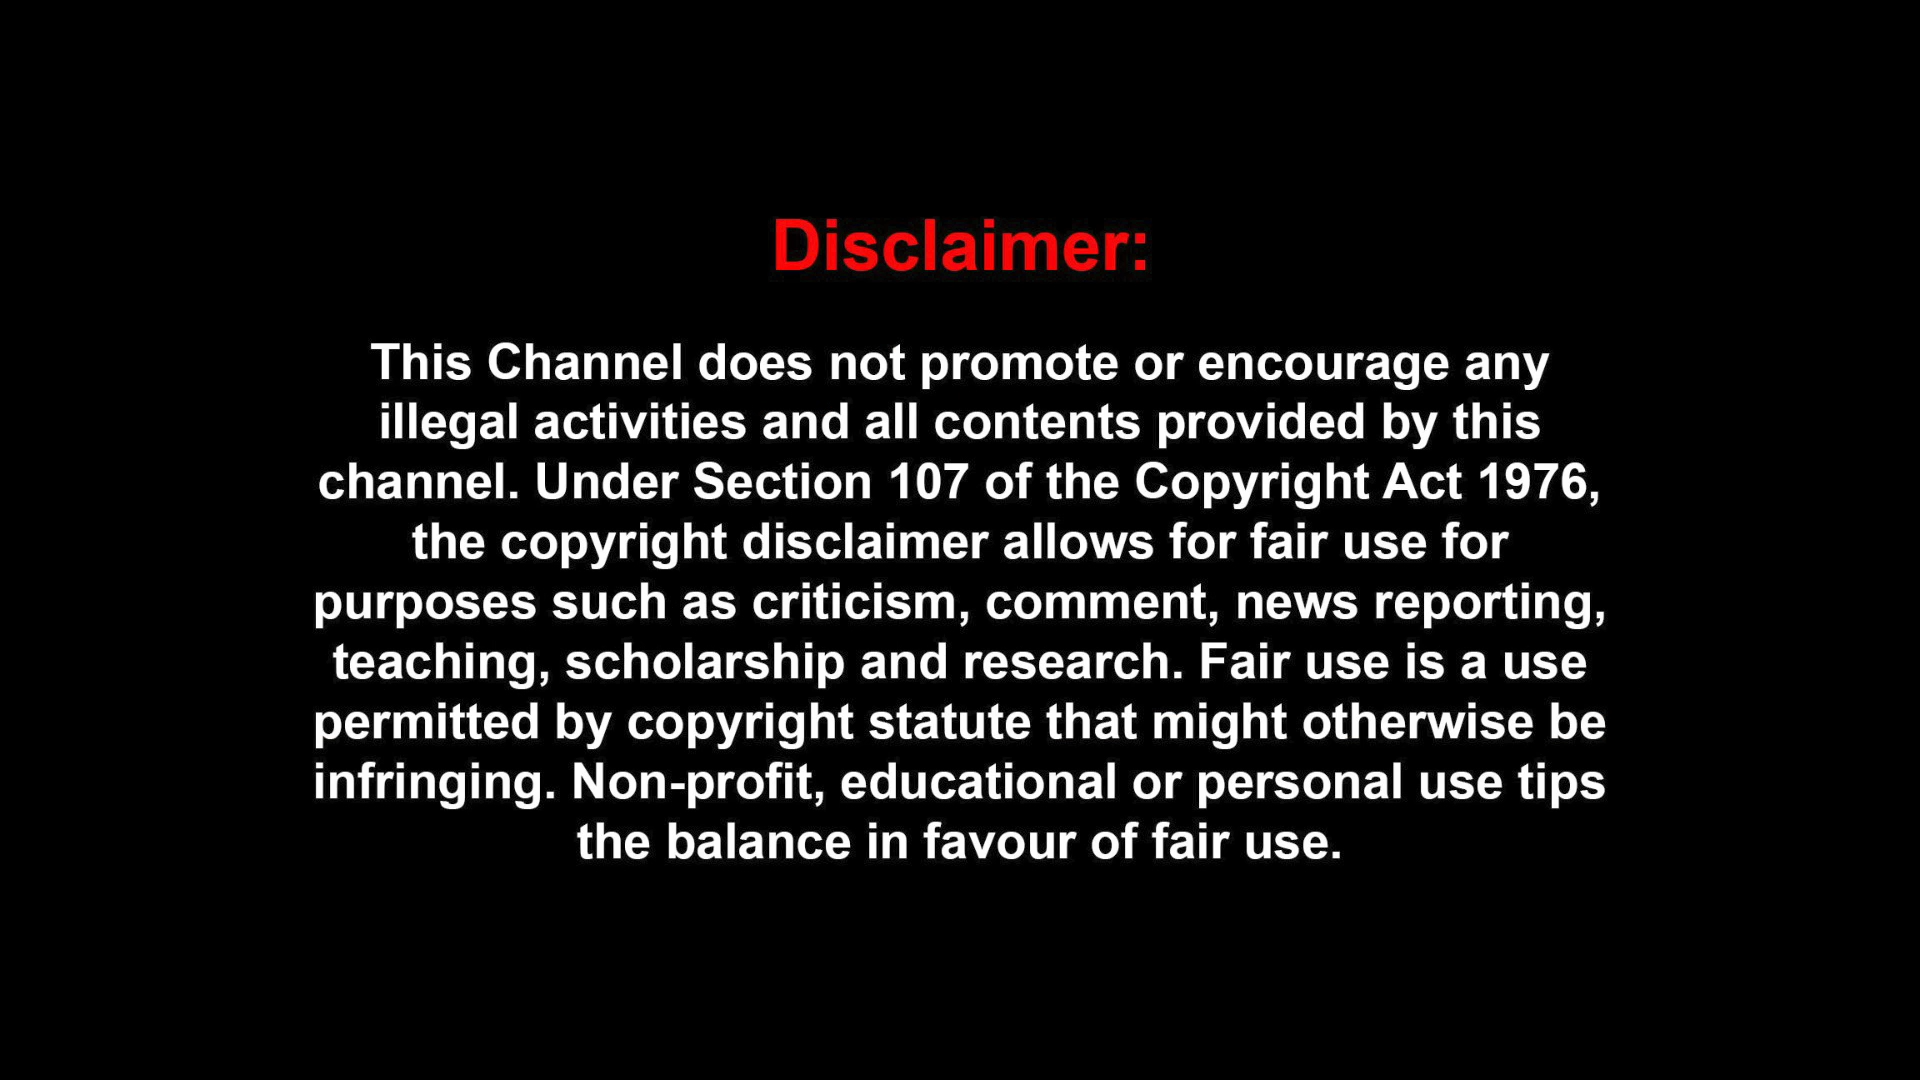 Disclaimer:
This Channel does not promote or encourage any
illegal activities and all contents provided by this
channel. Under Section 107 of the Copyright Act 1976,
the copyright disclaimer allows for fair use for
purposes such as criticism, comment, news reporting,
teaching, scholarship and research. Fair use is a use
permitted by copyright statute that might otherwise be
infringing. Non-profit, educational or personal use tips
the balance in favour of fair use.